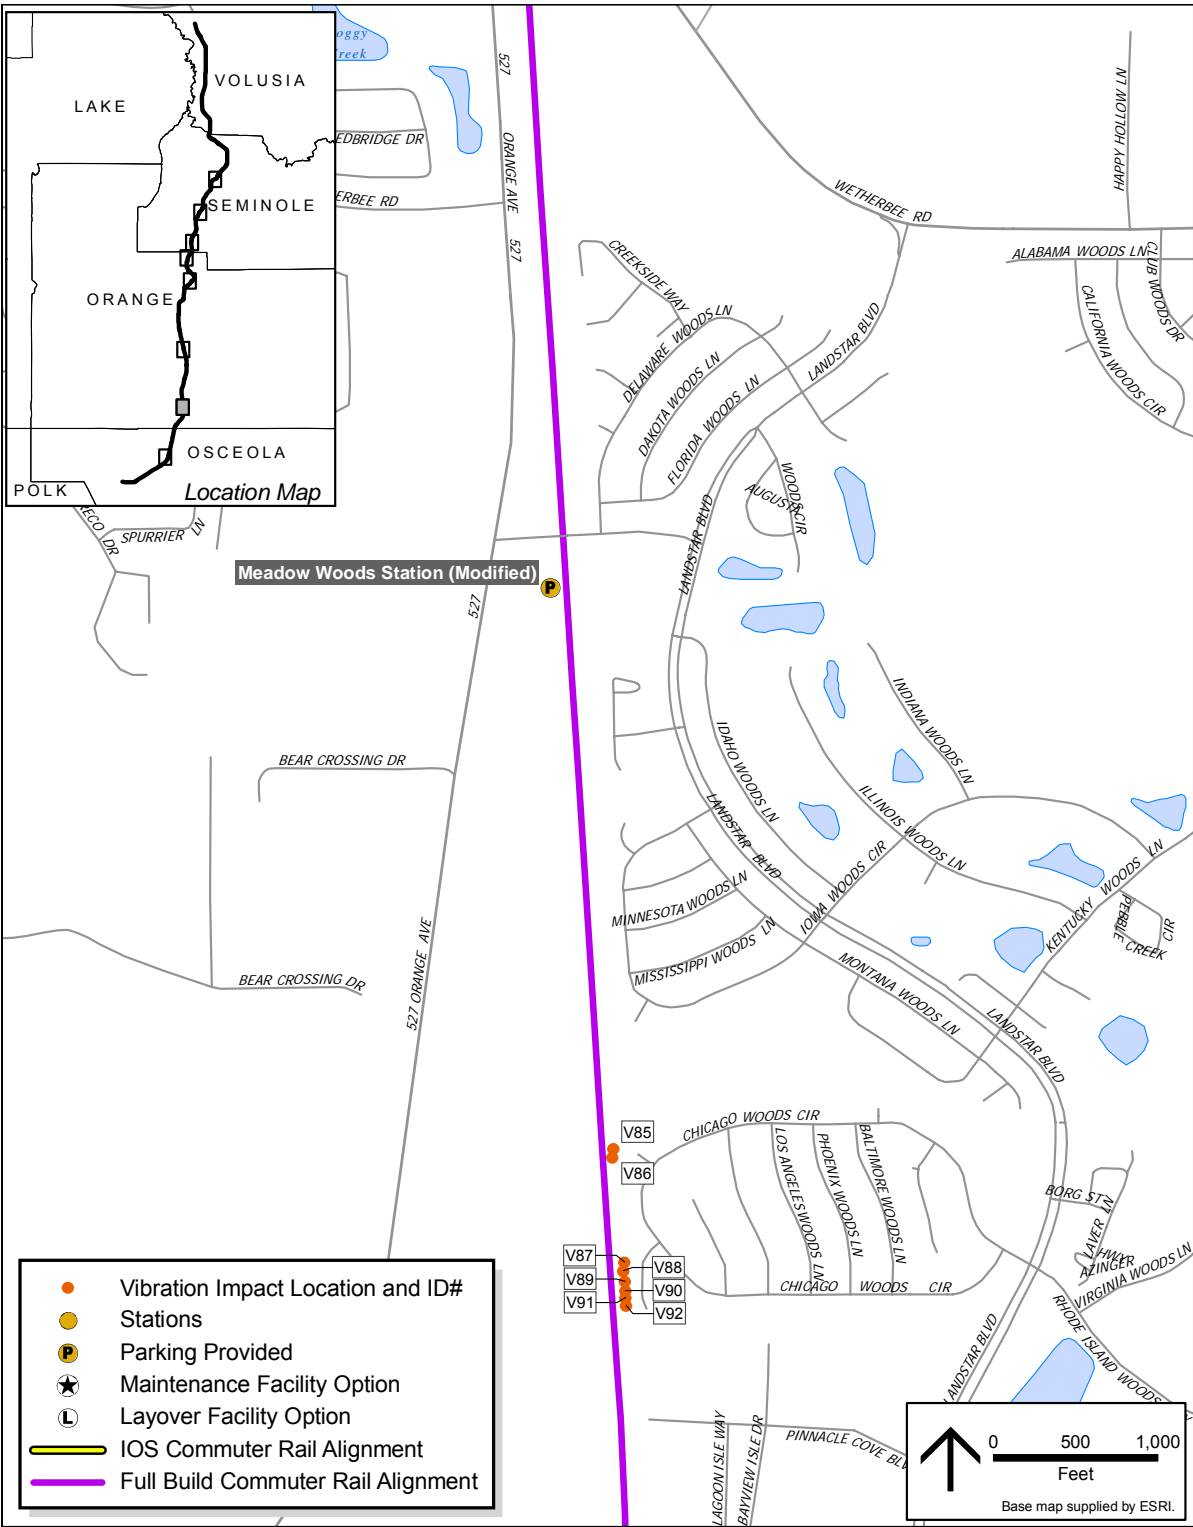 VOLUSIA
LAKE
SEMINOLE
ORANGE
OSCEOLA
POLK
Location Map
oggy
reek
527
ORANGE AVE
527
EDBRIDGE DR
ERBEE RD
HAPPY HOLLOW LN
WETHERBEE RD
ALABAMA WOODS LN
CLUB WOODS DR
CALIFORNIA WOODS CIR
CREEKSIDE WAY
DELAWARE WOODS LN
DAKOTA WOODS LN
FLORIDA WOODS LN
LANDSTAR BLVD
AUGUSTA
WOODS CIR
LANDSTAR BLVD
RECO DR
SPURRIER LN
Meadow Woods Station (Modified)
P
527
INDIANA WOODS LN
IDAHO WOODS LN
BEAR CROSSING DR
ILLINOIS WOODS LN
LANDSTAR BLVD
IOWA WOODS CIR
MINNESOTA WOODS LN
MISSISSIPPI WOODS LN
KENTUCKY WOODS LN
PEBBLE
CREEK
CIR
527 ORANGE AVE
BEAR CROSSING DR
MONTANA WOODS LN
LANDSTAR BLVD
CHICAGO WOODS CIR
V85
V86
LOS ANGELES WOODS LN
PHOENIX WOODS LN
BALTIMORE WOODS LN
BORG ST
LAVER LN
HWYR
AZINGER
VIRGINIA WOODS LN
V87
V88
V89
V90
V91
V92
CHICAGO WOODS CIR
RHODE ISLAND WOODS
LANDSTAR BLVD
LAGOON ISLE WAY
BAYVIEW ISLE DR
PINNACLE COVE BLV
Vibration Impact Location and ID#
Stations
P Parking Provided
Maintenance Facility Option
L Layover Facility Option
IOS Commuter Rail Alignment
Full Build Commuter Rail Alignment
0 500 1,000
Feet
Base map supplied by ESRI.